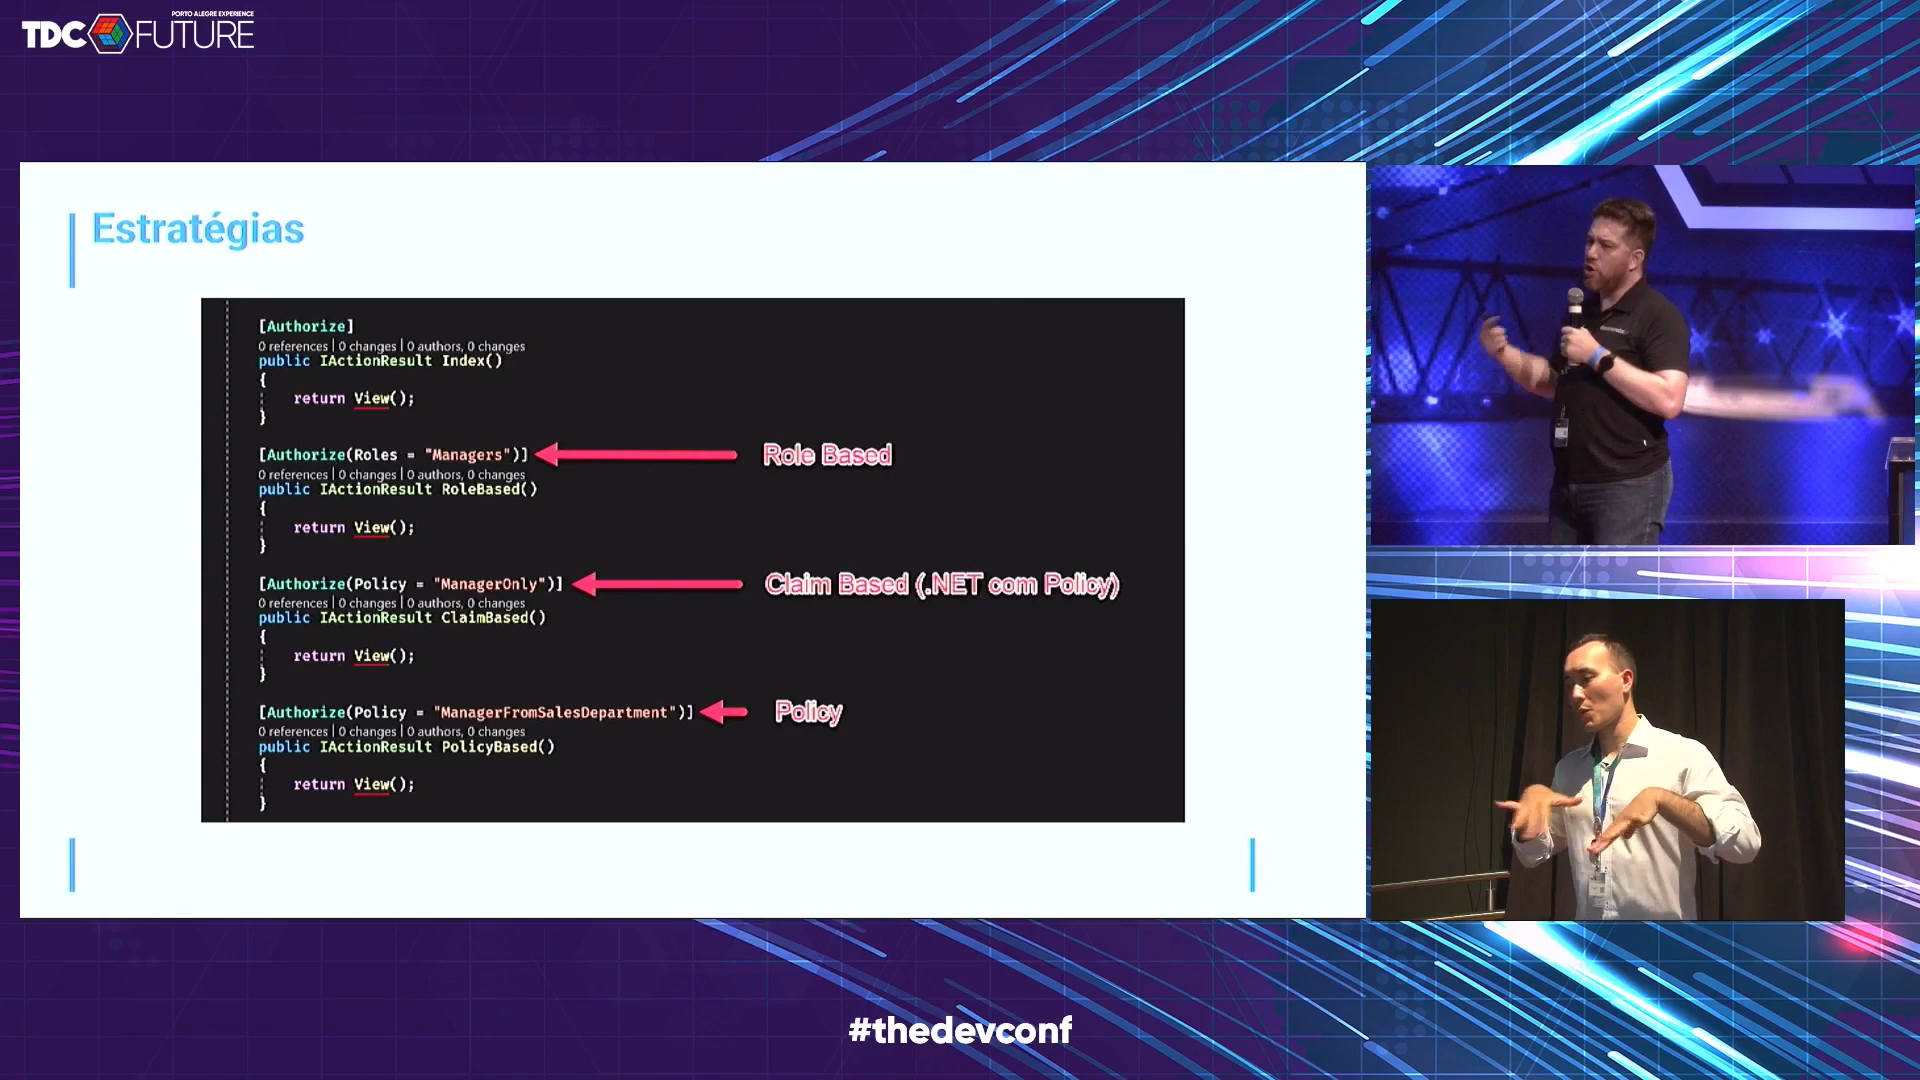 PORTO ALEGRE EXPERIENCE
TDC FUTURE
Estratégias
[Authorize]
0 references | 0 changes | 0 authors, 0 changes
public IActionResult Index()
{
return View();
}
[Authorize(Roles = "Managers")]
Role Based
0 references | 0 changes | 0 authors, 0 changes
public IActionResult RoleBased()
{
return View();
}
[Authorize(Policy = "ManagerOnly")]
Claim Based (.NET com Policy)
0 references | 0 changes | 0 authors, 0 changes
public IActionResult ClaimBased()
{
return View();
}
[Authorize(Policy = "ManagerFromSalesDepartment")]
Policy
0 references | 0 changes | 0 authors, 0 changes
public IActionResult PolicyBased()
{
return View();
}
#thedevconf